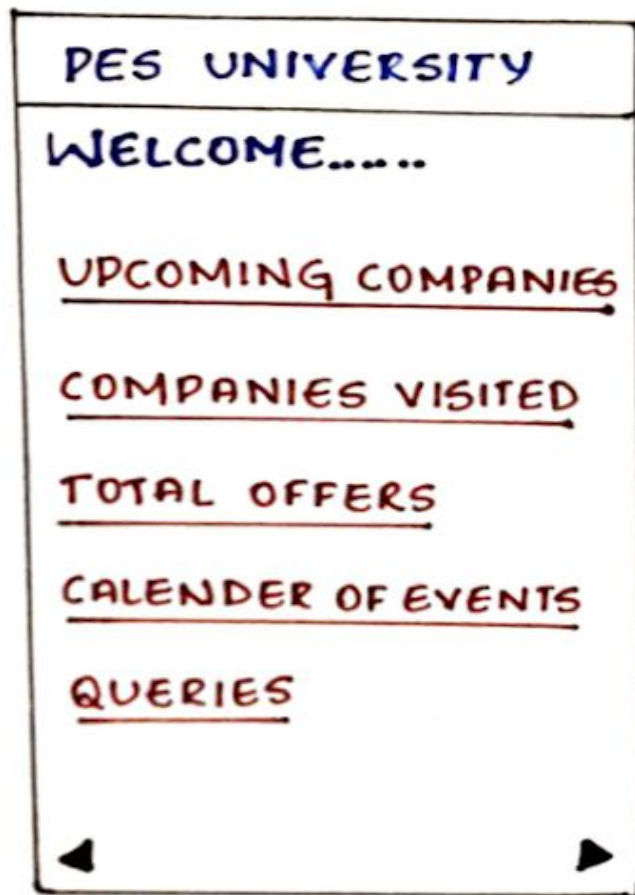 PES UNIVERSITY
WELCOME......
UPCOMING COMPANIES
COMPANIES VISITED
TOTAL OFFERS
CALENDER OF EVENTS
QUERIES